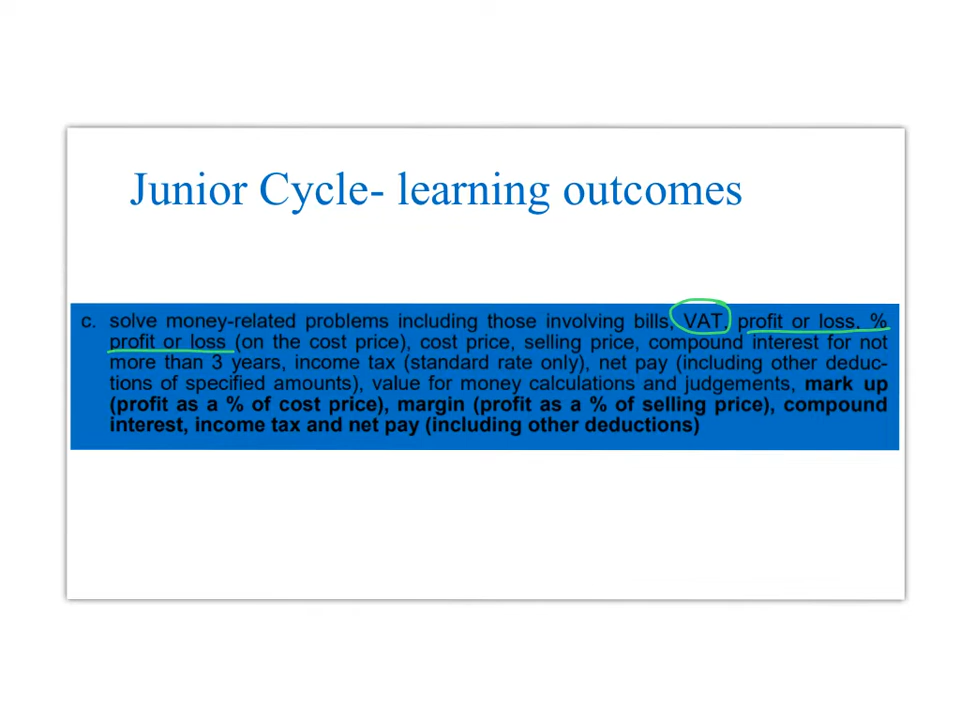 Junior Cycle- learning outcomes
c. solve money-related problems including those involving bills, VAT, profit or loss, %
profit or loss (on the cost price), cost price, selling price, compound interest for not
more than 3 years, income tax (standard rate only), net pay (including other deduc-
tions of specified amounts), value for money calculations and judgements, mark up
(profit as a % of cost price), margin (profit as a % of selling price), compound
interest, income tax and net pay (including other deductions)